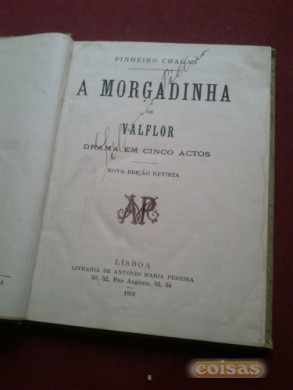 PINHEIRO CHAGAS
A MORGADINHA
DE
VALFLOR
DRAMA EM CINCO ACTOS
NOVA EDIÇÃO REVISTA
LISBOA
LIVRARIA DE ANTONIO MARIA PEREIRA
50, 52, Rua Augusta, 52, 54
coisas